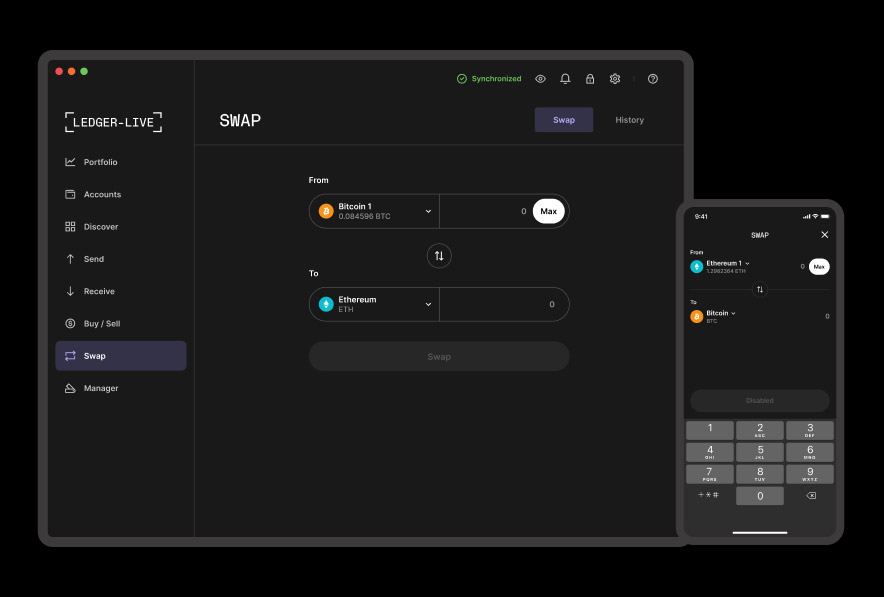 Synchronized
LEDGER-LIVE
SWAP
Swap
History
Portfolio
Accounts
Discover
Send
Receive
Buy / Sell
Swap
Manager
From
Bitcoin 1
0.084596 BTC
0
Max
To
Ethereum
ETH
0
Swap
9:41
SWAP
From
Ethereum 1
1.2982364 ETH
0
Max
To
Bitcoin
BTC
0
Disabled
1
2
ABC
3
DEF
4
GHI
5
JKL
6
MNO
7
PQRS
8
TUV
9
WXYZ
+*#
0